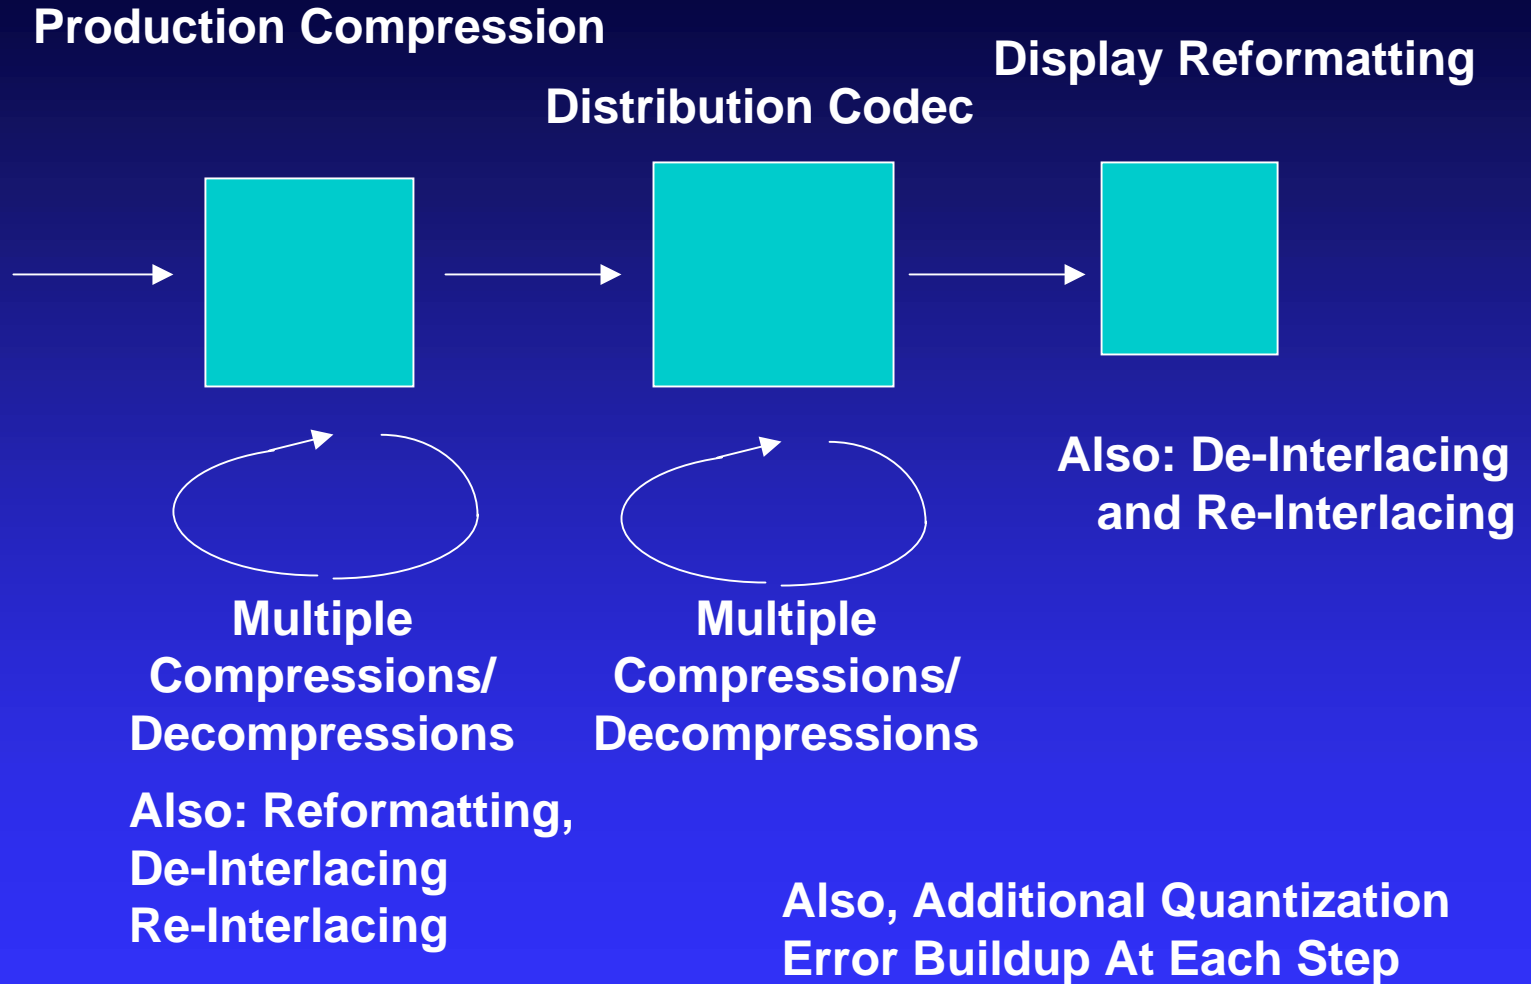 Production Compression
Distribution Codec
Display Reformatting
Multiple
Compressions/
Decompressions
Also: Reformatting,
De-Interlacing
Re-Interlacing
Multiple
Compressions/
Decompressions
Also: De-Interlacing
and Re-Interlacing
Also, Additional Quantization
Error Buildup At Each Step